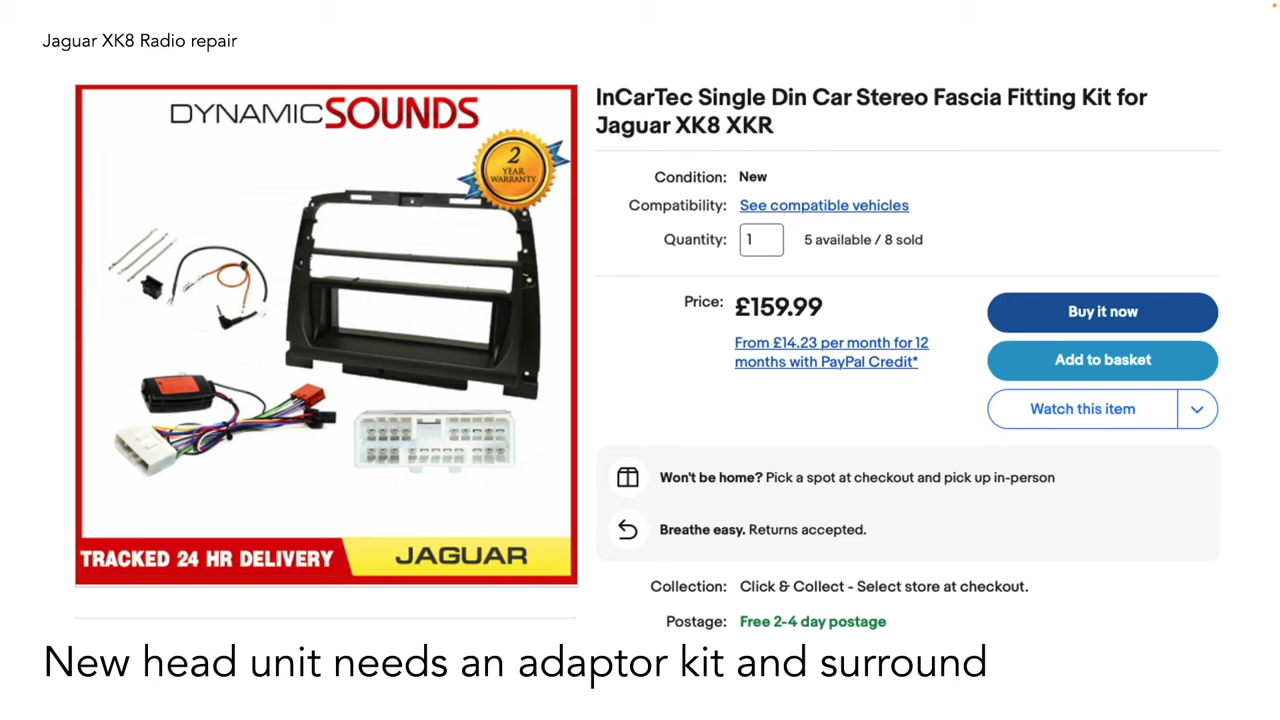 Jaguar XK8 Radio repair
DYNAMICSOUNDS
2
YEAR
WARRANTY
TRACKED 24 HR DELIVERY
JAGUAR
InCarTec Single Din Car Stereo Fascia Fitting Kit for
Jaguar XK8 XKR
Condition: New
Compatibility: See compatible vehicles
Quantity: 1 5 available / 8 sold
Price: £159.99
From £14.23 per month for 12
months with PayPal Credit*
Buy it now
Add to basket
Watch this item
Won't be home? Pick a spot at checkout and pick up in-person
Breathe easy. Returns accepted.
Collection: Click & Collect - Select store at checkout.
Postage: Free 2-4 day postage
New head unit needs an adaptor kit and surround